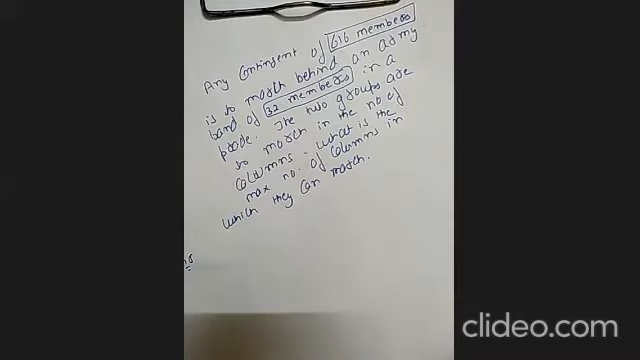 Any Contingent of 616 members
is to march behind an army
band of 32 members in a
prade. The two groups are
to march in the no of
columns. what is the
max no. of columns in
which they can march.
clideo.com